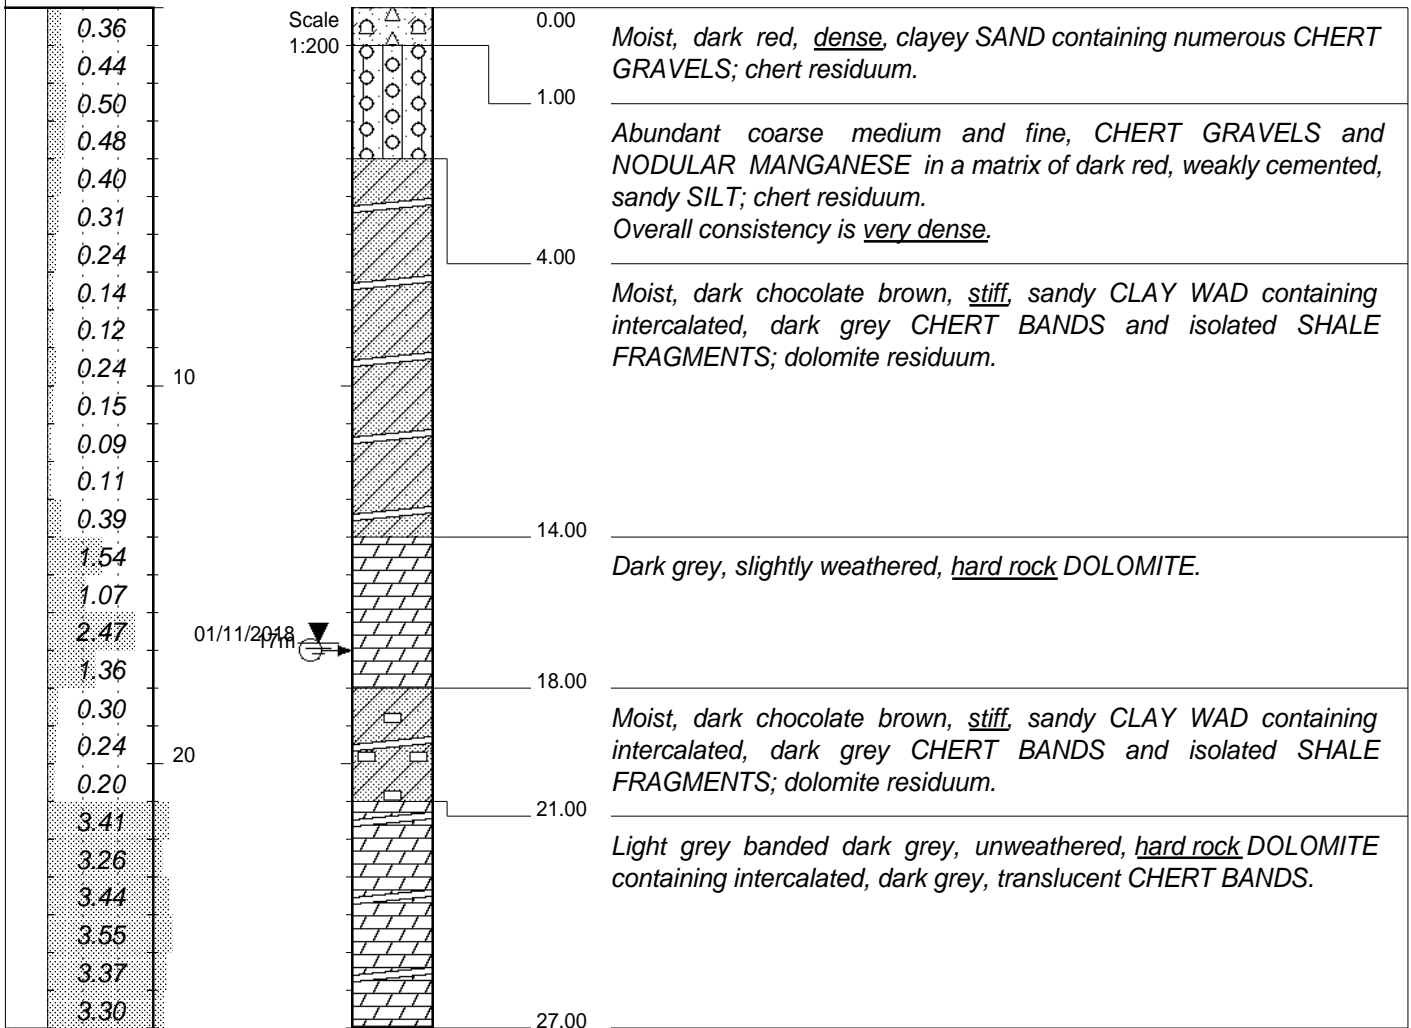 0.36
0.44
0.50
0.48
0.40
0.31
0.24
0.14
0.12
0.24
0.15
0.09
0.11
0.39
1.54
1.07
2.47
1.36
0.30
0.24
0.20
3.41
3.26
3.44
3.55
3.37
3.30
10
20
Scale
1:200
01/11/2018
17m
0.00
Moist, dark red, dense, clayey SAND containing numerous CHERT
GRAVELS; chert residuum.
1.00
Abundant coarse medium and fine, CHERT GRAVELS and
NODULAR MANGANESE in a matrix of dark red, weakly cemented,
sandy SILT; chert residuum.
Overall consistency is very dense.
4.00
Moist, dark chocolate brown, stiff, sandy CLAY WAD containing
intercalated, dark grey CHERT BANDS and isolated SHALE
FRAGMENTS; dolomite residuum.
14.00
Dark grey, slightly weathered, hard rock DOLOMITE.
18.00
Moist, dark chocolate brown, stiff, sandy CLAY WAD containing
intercalated, dark grey CHERT BANDS and isolated SHALE
FRAGMENTS; dolomite residuum.
21.00
Light grey banded dark grey, unweathered, hard rock DOLOMITE
containing intercalated, dark grey, translucent CHERT BANDS.
27.00